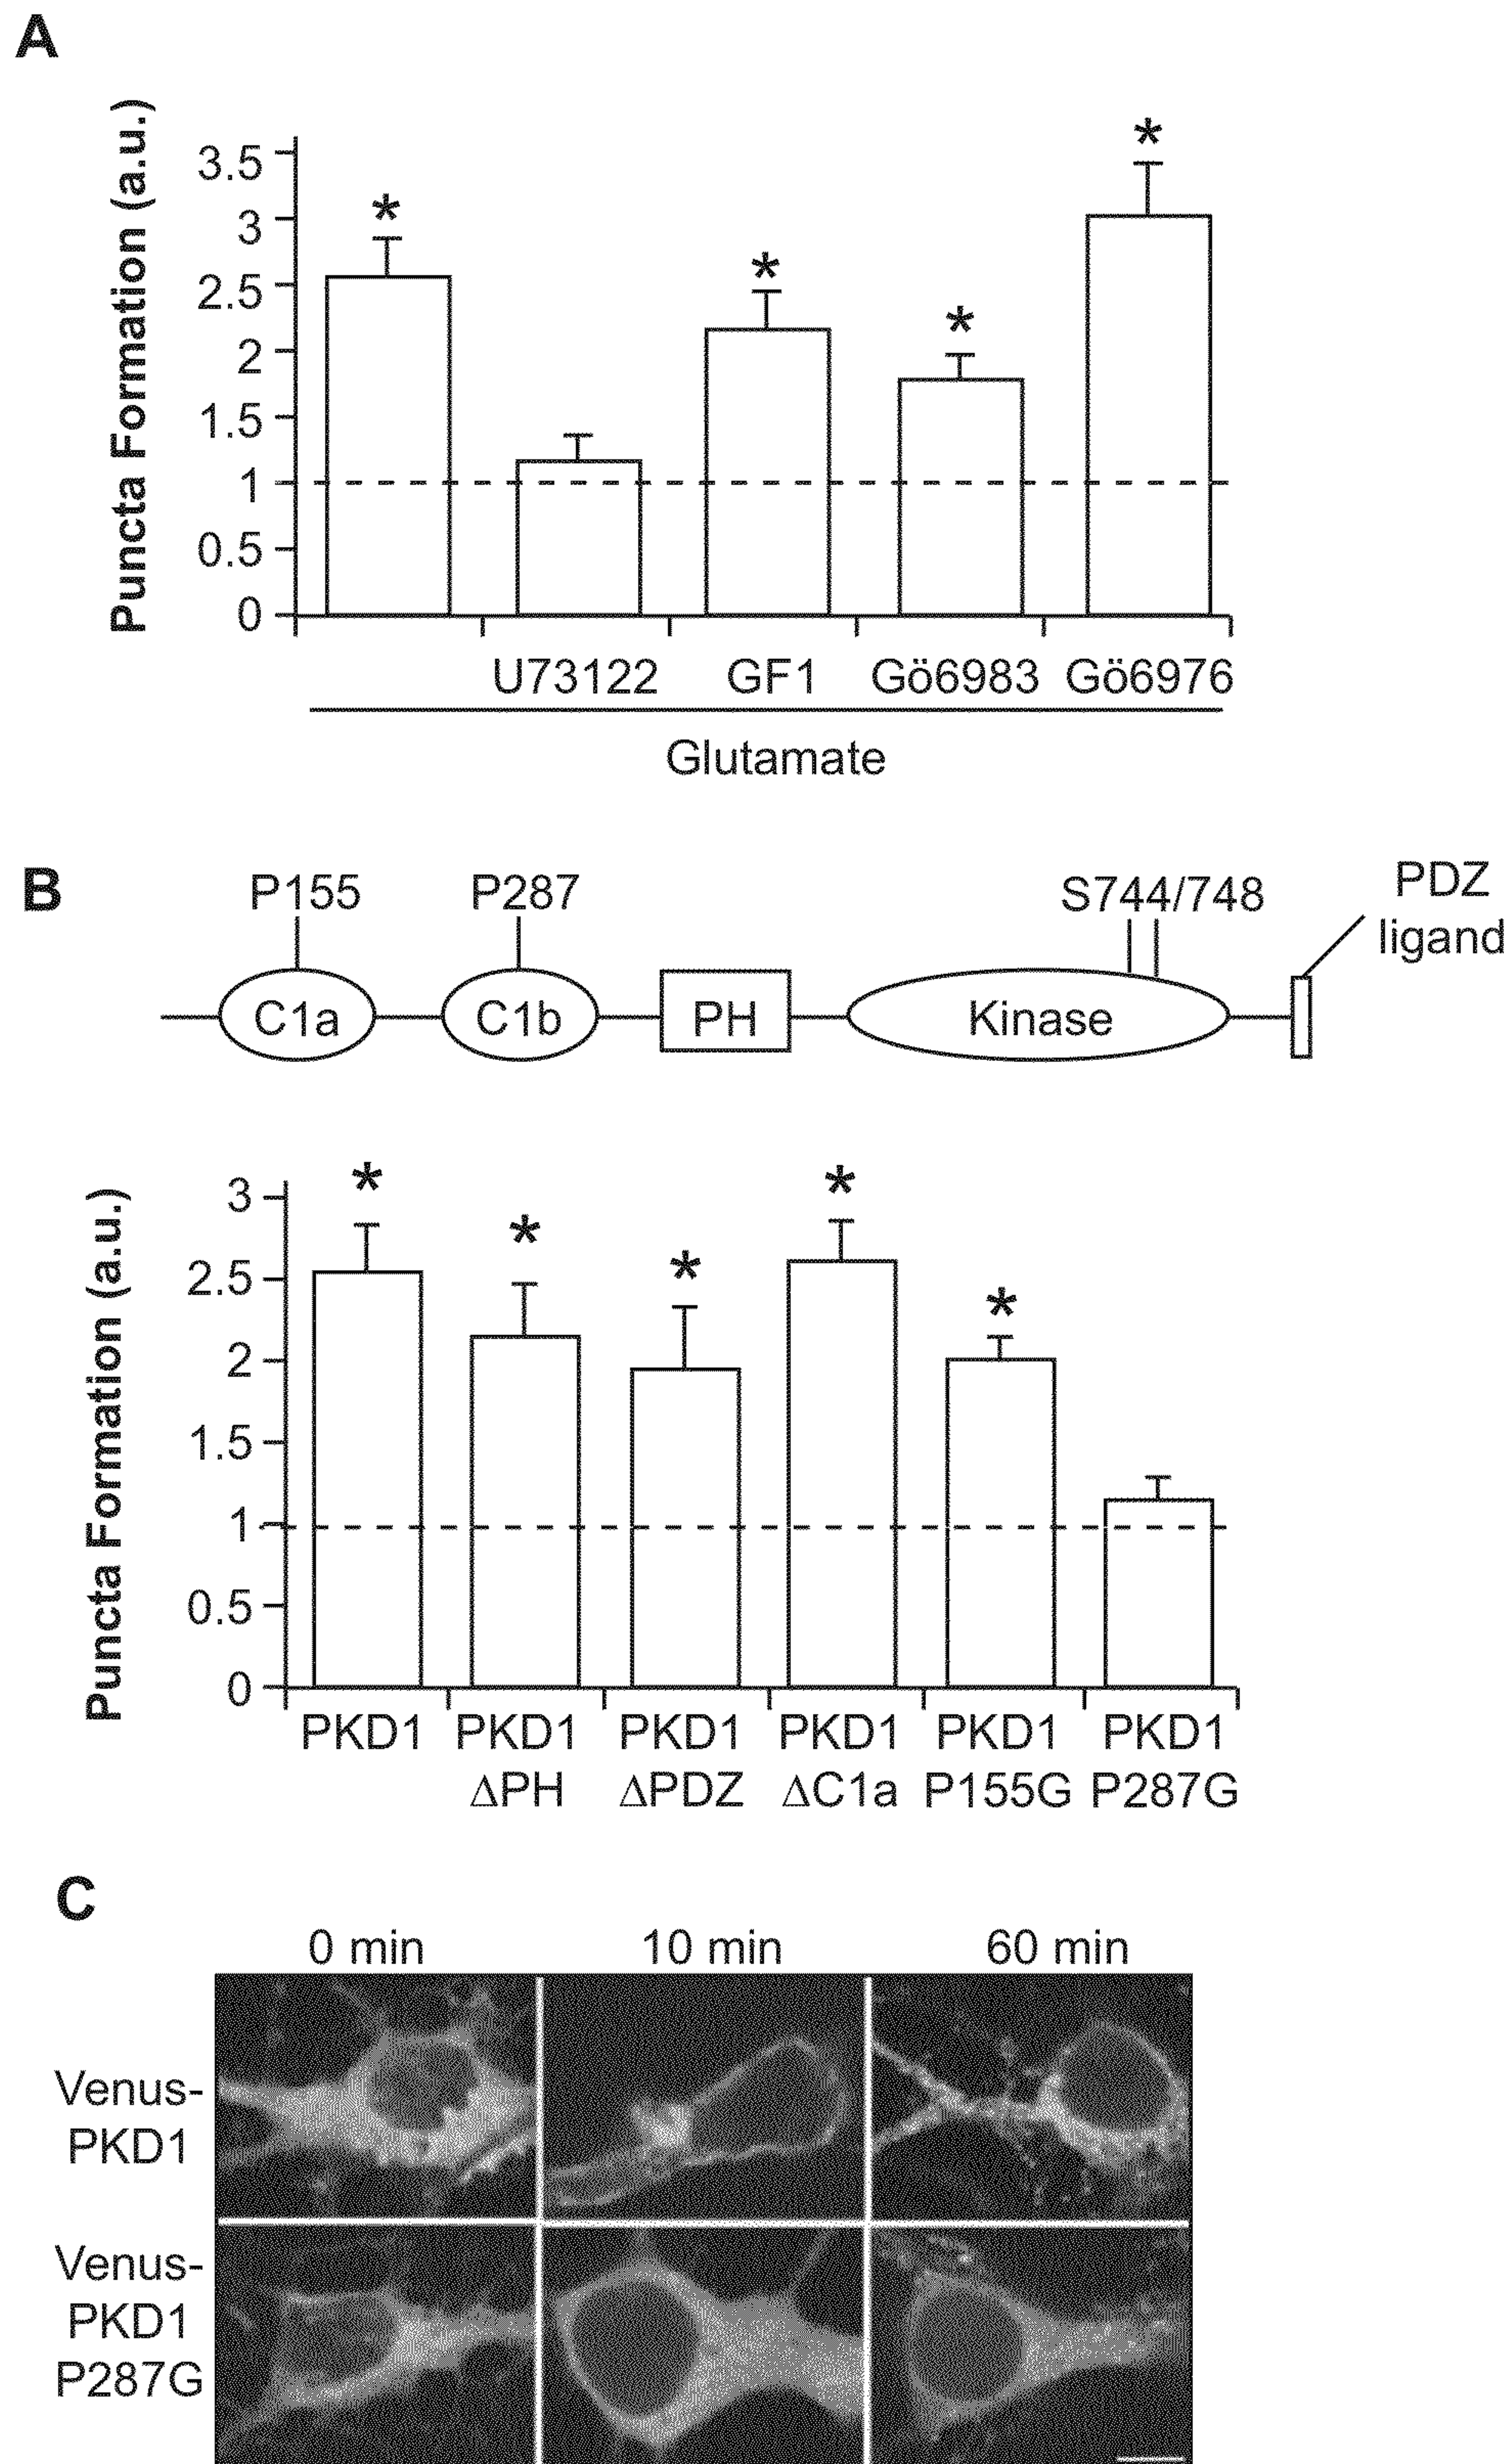 A
Puncta Formation (a.u.)
3.5
3
2.5
2
1.5
1
0.5
0
*
*
*
*
U73122 GF1 Gö6983 Gö6976
Glutamate
B
P155 P287 S744/748 PDZ
ligand
C1a C1b PH Kinase
Puncta Formation (a.u.)
3
2.5
2
1.5
1
0.5
0
*
*
*
*
*
PKD1 PKD1 PKD1 PKD1 PKD1 PKD1
ΔPH ΔPDZ ΔC1a P155G P287G
C
0 min 10 min 60 min
Venus-
PKD1
Venus-
PKD1
P287G